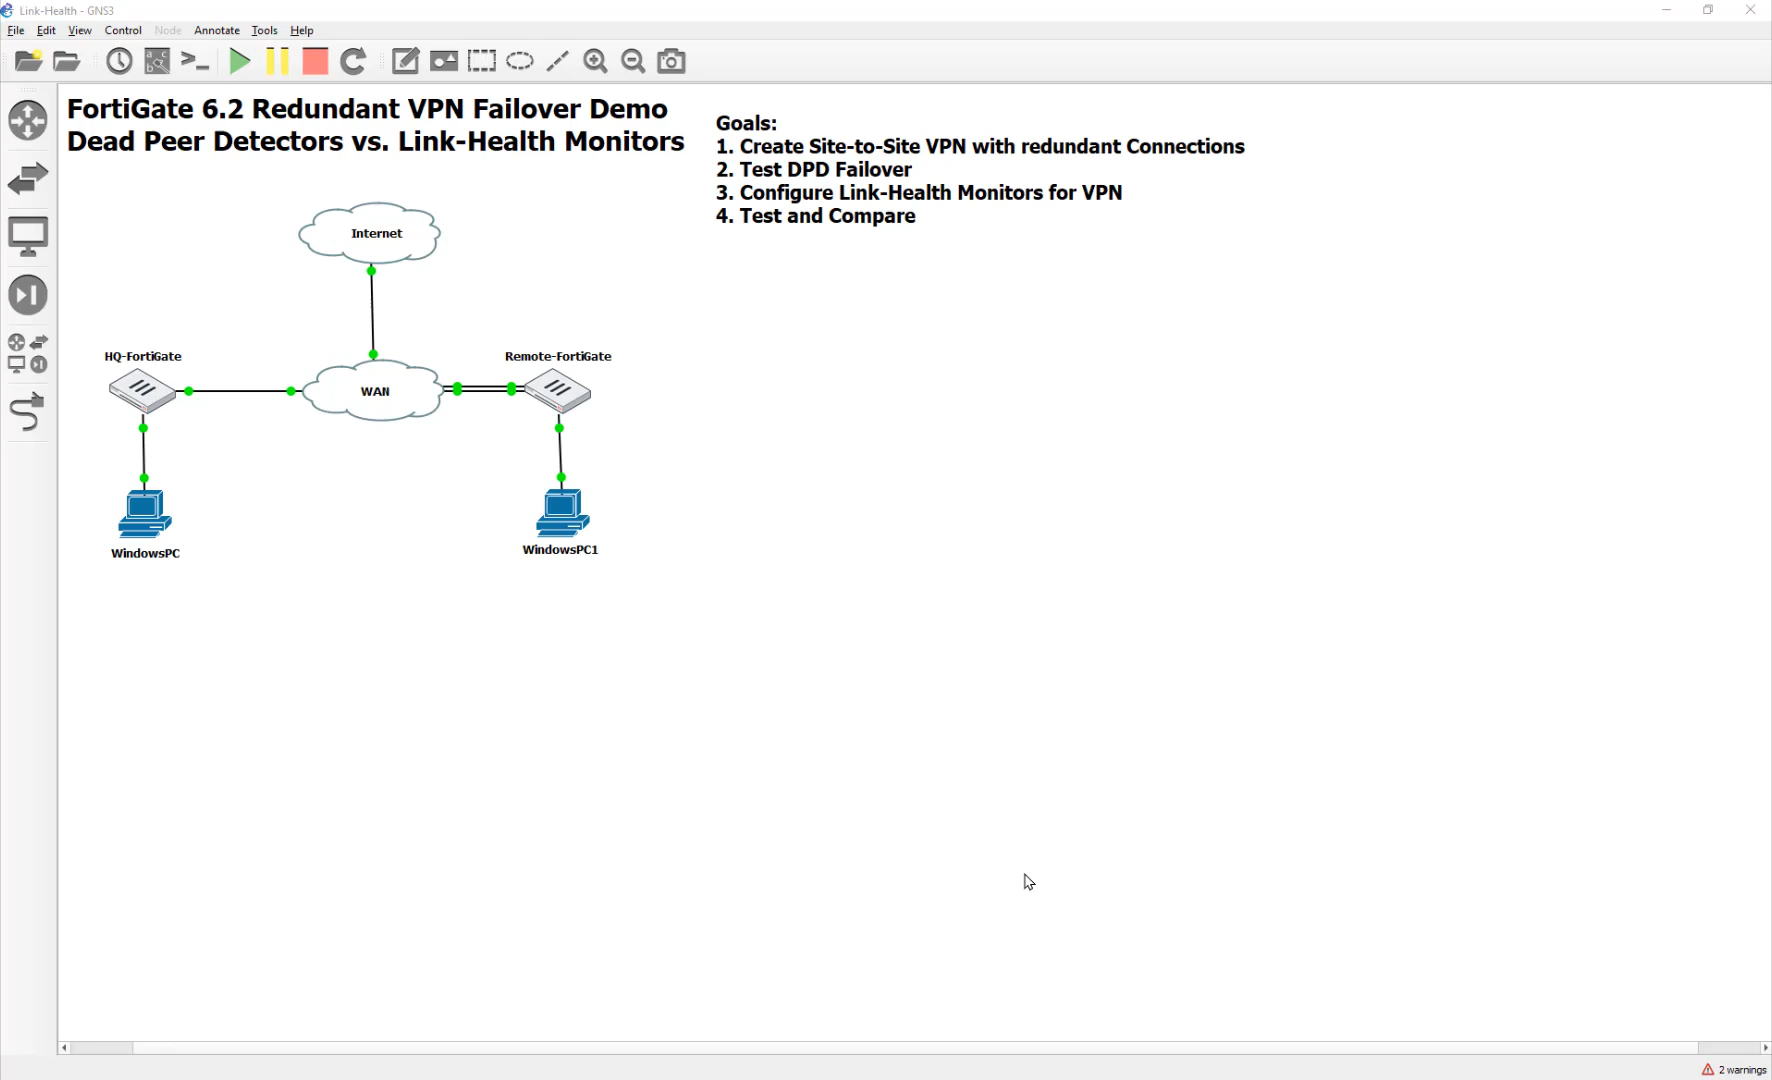 Link-Health - GNS3
File Edit View Control Node Annotate Tools Help
FortiGate 6.2 Redundant VPN Failover Demo
Dead Peer Detectors vs. Link-Health Monitors
Goals:
1. Create Site-to-Site VPN with redundant Connections
2. Test DPD Failover
3. Configure Link-Health Monitors for VPN
4. Test and Compare
Internet
HQ-FortiGate
Remote-FortiGate
WAN
WindowsPC
WindowsPC1
2 warnings